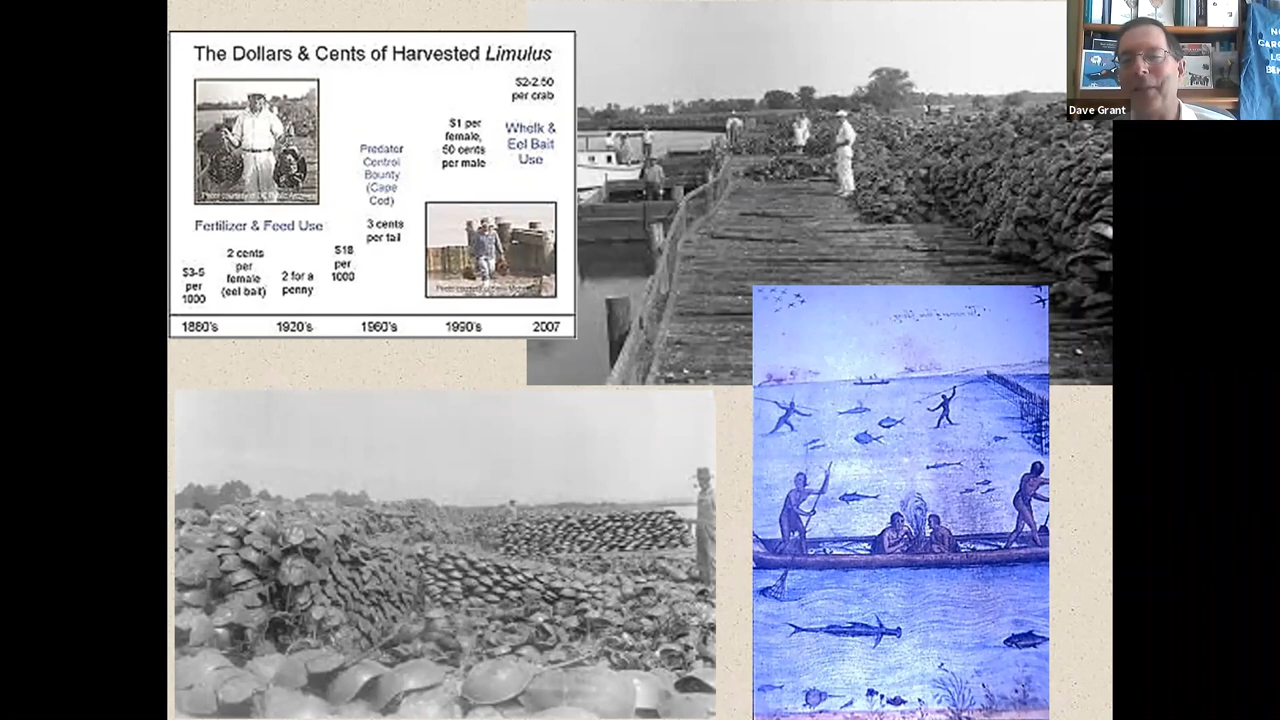 The Dollars & Cents of Harvested Limulus
$2-2.50
per crab
$1 per
female,
50 cents
per male
Whelk &
Eel Bait
Use
Predator
Control
Bounty
(Cape
Cod)
3 cents
per tail
Fertilizer & Feed Use
$3-5
per
1000
2 cents
per
female
(eel bait)
2 for a
penny
$18
per
1000
1880's
1920's
1960's
1990's
2007
Dave Grant